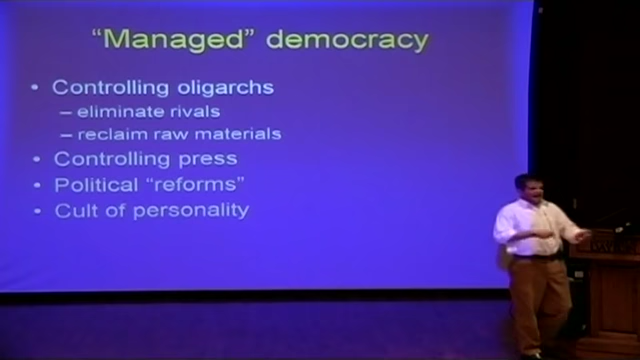 “Managed” democracy
• Controlling oligarchs
– eliminate rivals
– reclaim raw materials
• Controlling press
• Political “reforms”
• Cult of personality